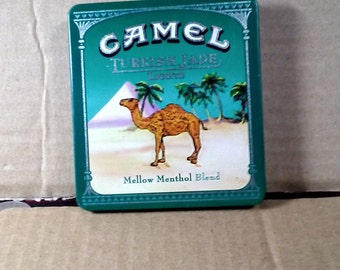 CAMEL
TURKISH JADE
LIGHTS
Mellow Menthol Blend